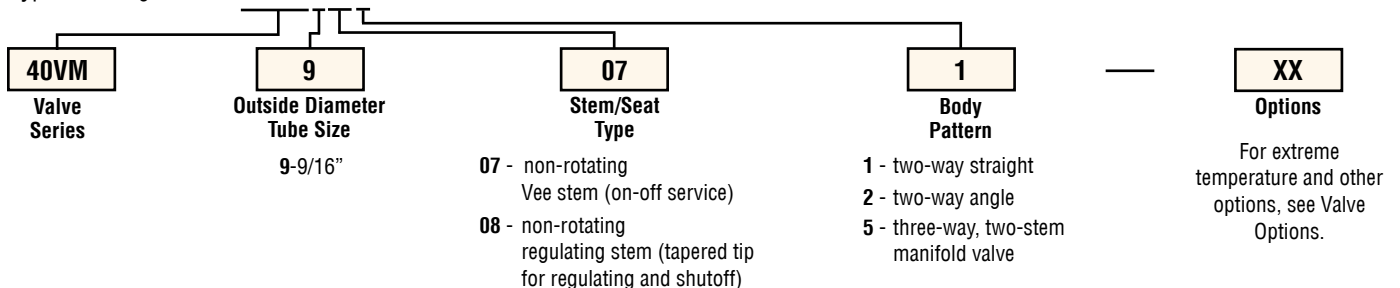 40VM
Valve
Series
9
Outside Diameter
Tube Size
9-9/16”
07
Stem/Seat
Type
07 - non-rotating
Vee stem (on-off service)
08 - non-rotating
regulating stem (tapered tip
for regulating and shutoff)
1
Body
Pattern
1 - two-way straight
2 - two-way angle
5 - three-way, two-stem
manifold valve
—
XX
Options
For extreme
temperature and other
options, see Valve
Options.